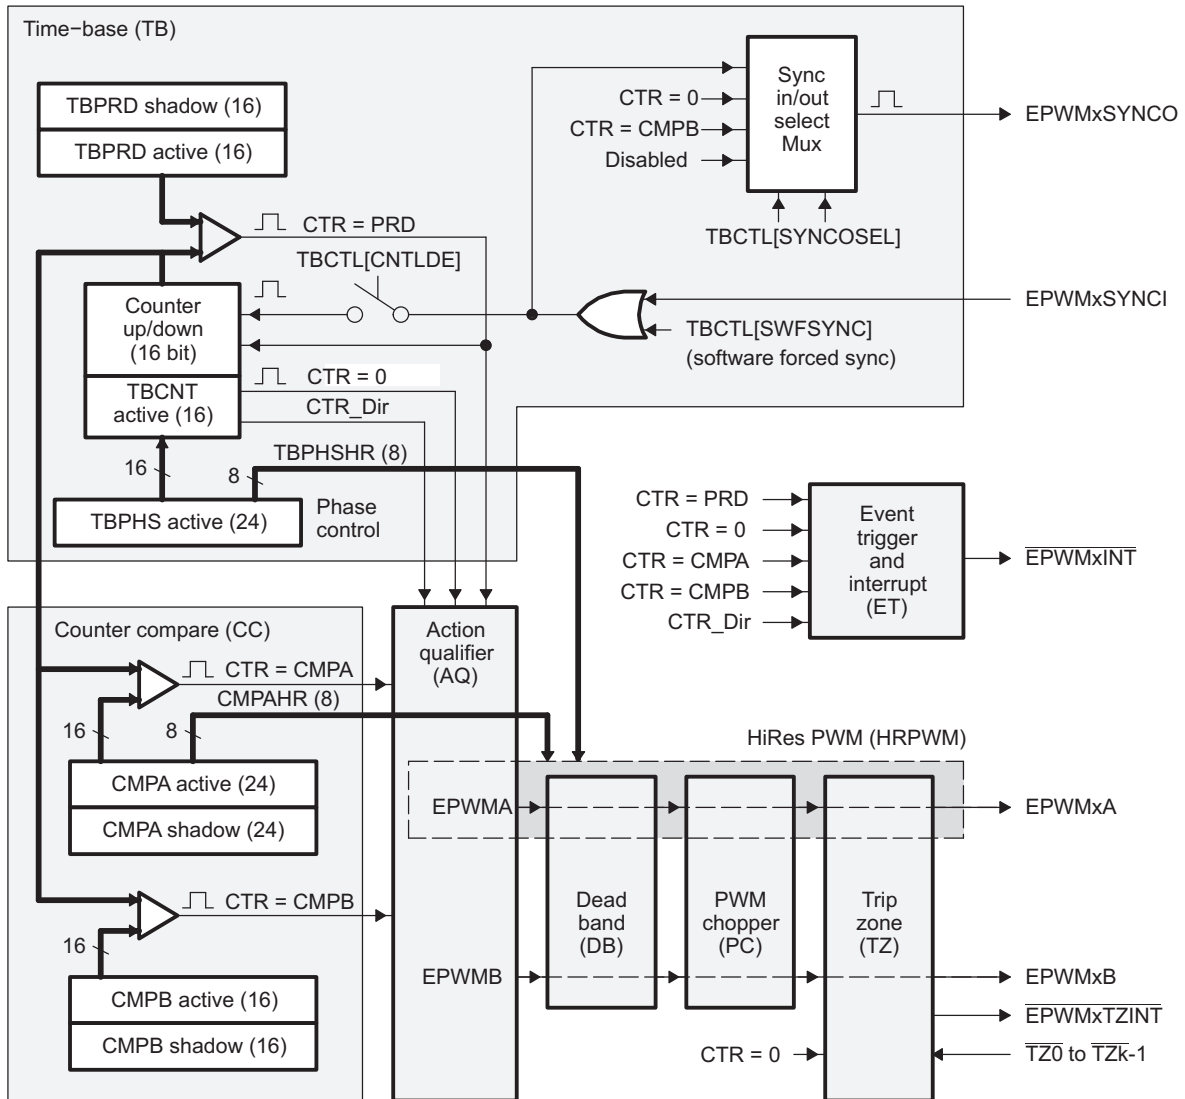 Time−base (TB)
TBPRD shadow (16)
TBPRD active (16)
CTR = PRD
TBCTL[CNTLDE]
Counter
up/down
(16 bit)
TBCNT
active (16)
CTR = 0
CTR_Dir
16
8
TBPHSHR (8)
TBPHS active (24)
Phase
control
CTR = 0
CTR = CMPB
Disabled
Sync
in/out
select
Mux
TBCTL[SYNCOSEL]
EPWMxSYNCO
EPWMxSYNCI
TBCTL[SWFSYNC]
(software forced sync)
CTR = PRD
CTR = 0
CTR = CMPA
CTR = CMPB
CTR_Dir
Event
trigger
and
interrupt
(ET)
EPWMxINT
Counter compare (CC)
CTR = CMPA
CMPAHR (8)
16
8
CMPA active (24)
CMPA shadow (24)
CTR = CMPB
16
CMPB active (16)
CMPB shadow (16)
Action
qualifier
(AQ)
HiRes PWM (HRPWM)
EPWMA
EPWMB
Dead
band
(DB)
PWM
chopper
(PC)
Trip
zone
(TZ)
CTR = 0
EPWMxA
EPWMxB
EPWMxTZINT
TZ0 to TZk-1